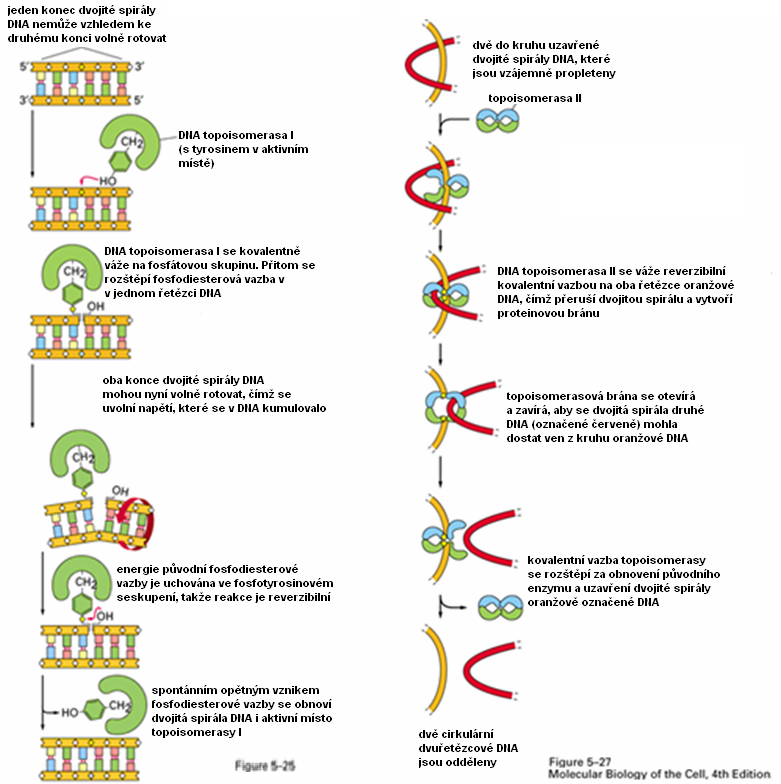 jeden konec dvojité spirály
DNA nemůže vzhledem ke
druhému konci volně rotovat
5′ 3′
3′ 5′
DNA topoisomerasa I
(s tyrosinem v aktivním
místě)
CH2
HO
DNA topoisomerasa I se kovalentně
váže na fosfátovou skupinu. Přitom se
rozštěpí fosfodiesterová vazba v
v jednom řetězci DNA
CH2
OH
oba konce dvojité spirály DNA
mohou nyní volně rotovat, čímž se
uvolní napětí, které se v DNA kumulovalo
CH2
OH
energie původní fosfodiesterové
vazby je uchována ve fosfotyrosinovém
seskupení, takže reakce je reverzibilní
CH2
OH
spontánním opětným vznikem
fosfodiesterové vazby se obnoví
dvojitá spirála DNA i aktivní místo
topoisomerasy I
HO CH2
Figure 5-25
dvě do kruhu uzavřené
dvojité spirály DNA, které
jsou vzájemně propleteny
topoisomerasa II
DNA topoisomerasa II se váže reverzibilní
kovalentní vazbou na oba řetězce oranžové
DNA, čímž přeruší dvojitou spirálu a vytvoří
proteinovou bránu
topoisomerasová brána se otevírá
a zavírá, aby se dvojitá spirála druhé
DNA (označené červeně) mohla
dostat ven z kruhu oranžové DNA
kovalentní vazba topoisomerasy
se rozštěpí za obnovení původního
enzymu a uzavření dvojité spirály
oranžově označené DNA
dvě cirkulární
dvuřetězcové DNA
jsou odděleny
Figure 5-27
Molecular Biology of the Cell, 4th Edition